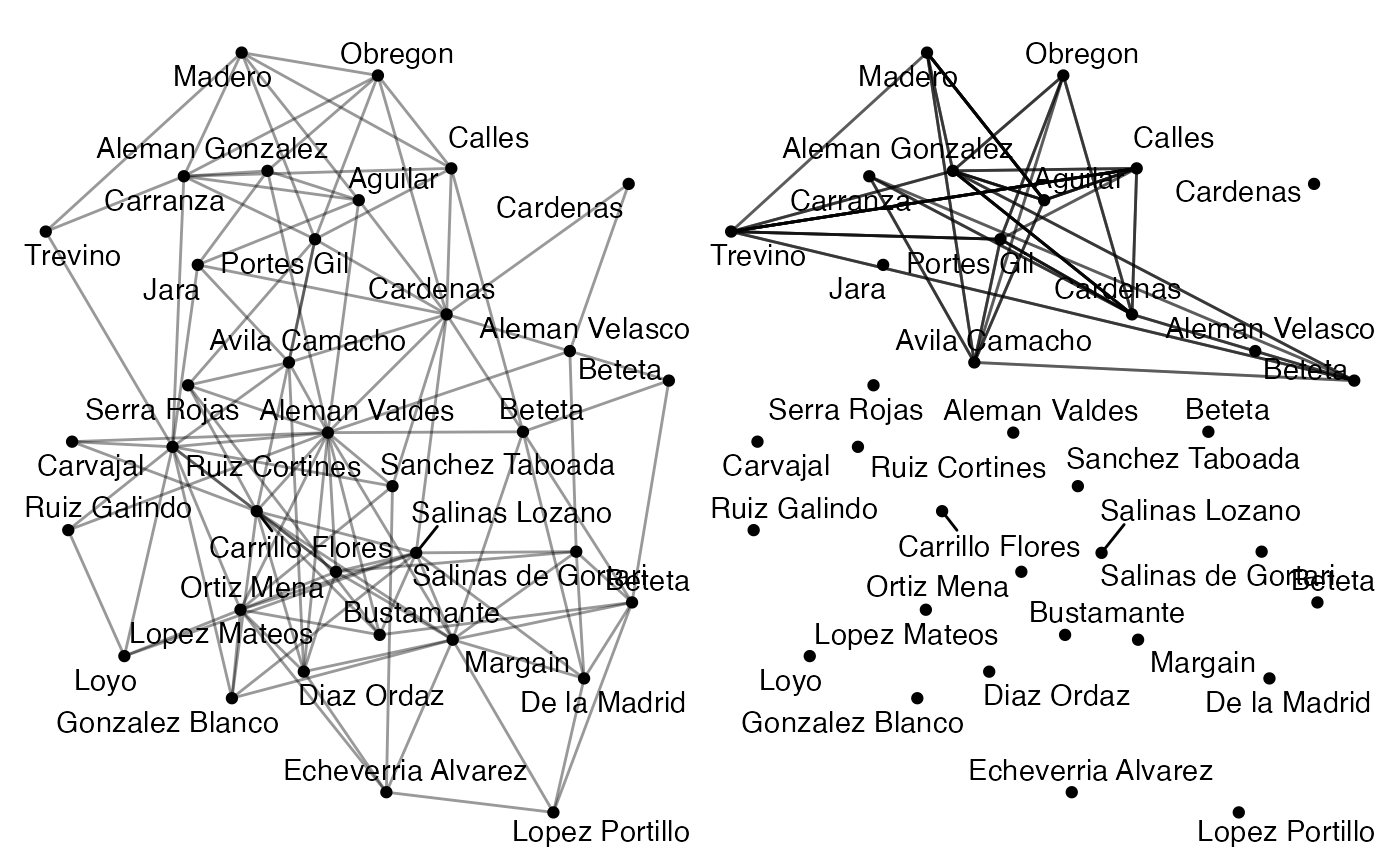 Madero
Obregon
Aleman Gonzalez
Calles
Carranza
Aguilar
Cardenas
Trevino
Portes Gil
Jara
Cardenas
Avila Camacho
Aleman Velasco
Beteta
Serra Rojas
Aleman Valdes
Beteta
Carvajal
Ruiz Cortines
Sanchez Taboada
Ruiz Galindo
Salinas Lozano
Carrillo Flores
Salinas de Gortari
Beteta
Ortiz Mena
Bustamante
Lopez Mateos
Margain
Loyo
Diaz Ordaz
De la Madrid
Gonzalez Blanco
Echeverria Alvarez
Lopez Portillo
Madero
Obregon
Aleman Gonzalez
Calles
Carranza
Aguilar
Cardenas
Trevino
Portes Gil
Jara
Cardenas
Avila Camacho
Aleman Velasco
Beteta
Serra Rojas
Aleman Valdes
Beteta
Carvajal
Ruiz Cortines
Sanchez Taboada
Ruiz Galindo
Salinas Lozano
Carrillo Flores
Salinas de Gortari
Beteta
Ortiz Mena
Bustamante
Lopez Mateos
Margain
Loyo
Diaz Ordaz
De la Madrid
Gonzalez Blanco
Echeverria Alvarez
Lopez Portillo